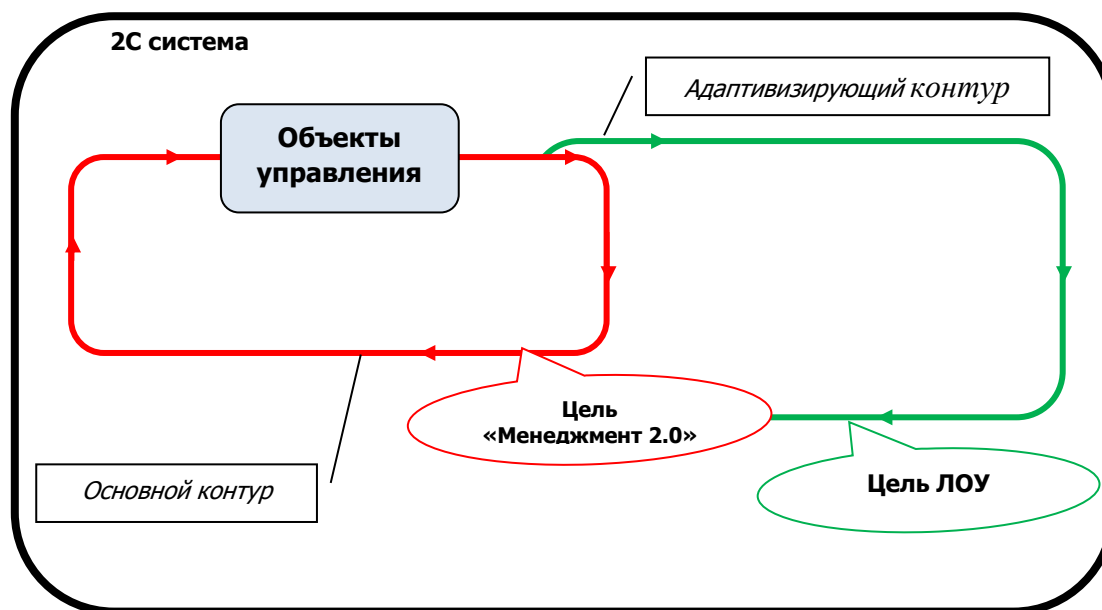 2С система
Адаптивизирующий контур
Объекты
управления
Цель
«Менеджмент 2.0»
Основной контур
Цель ЛОУ